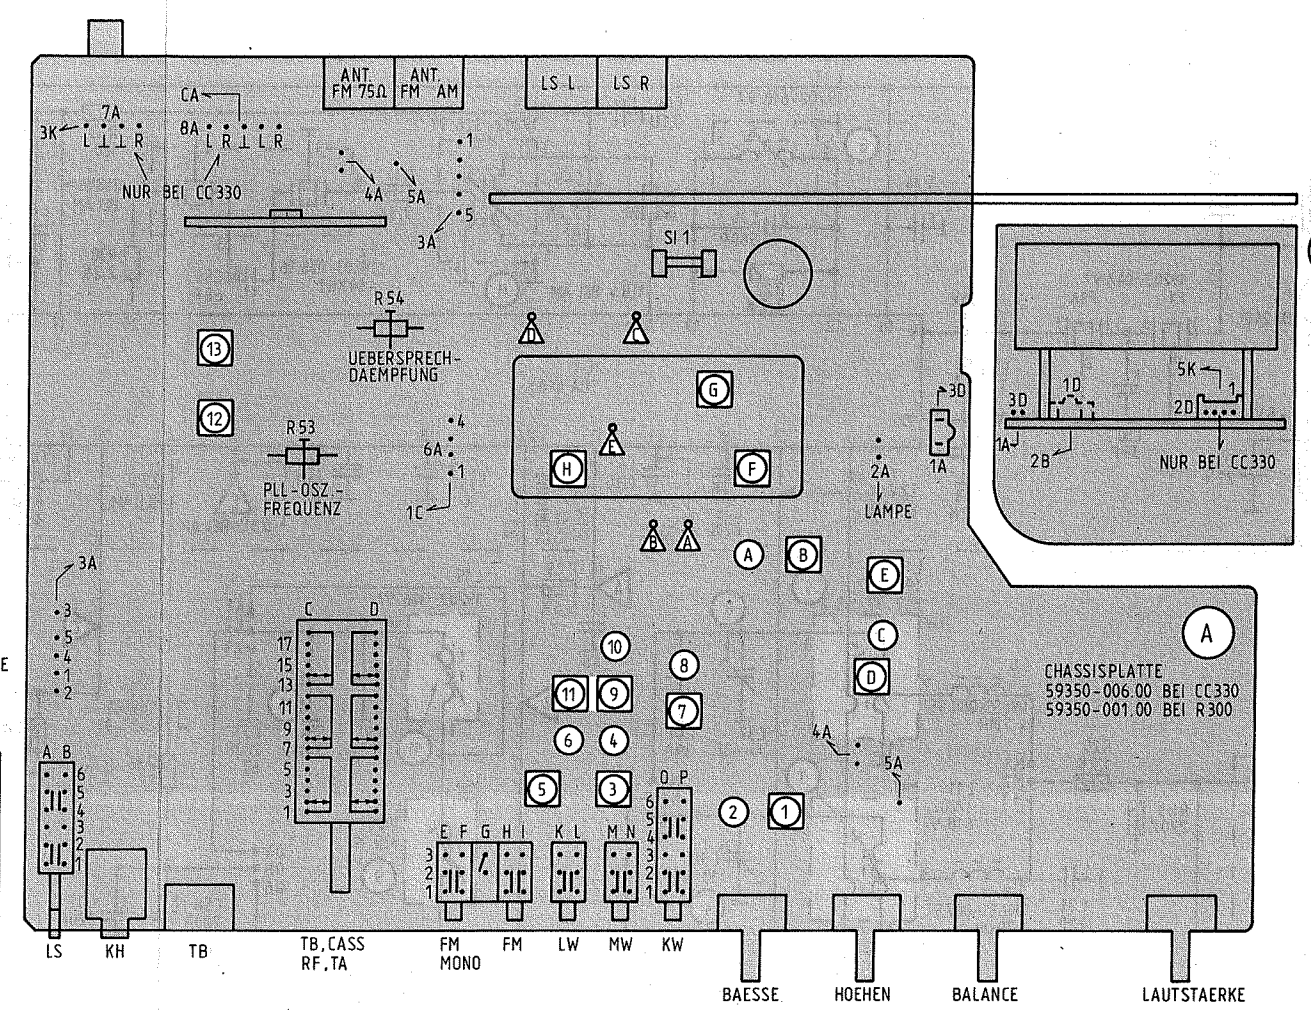 ANT. FM 75Ω
ANT. FM AM
LS L
LS R
CA
7A
3K
L ⊥ ⊥ R
8A
L R ⊥ L R
NUR BEI CC 330
4A
5A
1
5
3A
SI 1
R 54
UEBERSPRECH-
DAEMPFUNG
13
12
R 53
PLL-OSZ.-
FREQUENZ
4
6A
1
1C
D
C
G
E
H
F
B
A
A
B
E
C
D
3D
1A
2A
LAMPE
5K
1
3D
1D
2D
1A
2B
NUR BEI CC330
3A
3
5
4
1
2
C D
17
15
13
11
9
7
5
3
1
10
8
11
9
7
6
4
5
3
2
1
4A
5A
A
CHASSISPLATTE
59350-006.00 BEI CC330
59350-001.00 BEI R300
E
A B
6
5
4
3
2
1
E F G H I
3
2
1
K L
M N
O P
6
5
4
3
2
1
LS
KH
TB
TB,CASS
RF,TA
FM
MONO
FM
LW
MW
KW
BAESSE
HOEHEN
BALANCE
LAUTSTAERKE